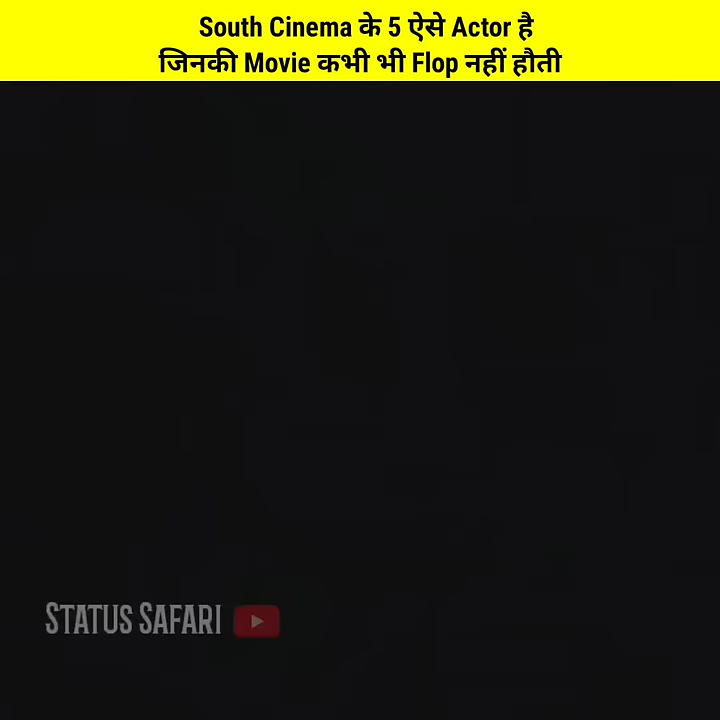 South Cinema के 5 ऐसे Actor है
जिनकी Movie कभी भी Flop नहीं हौती
STATUS SAFARI